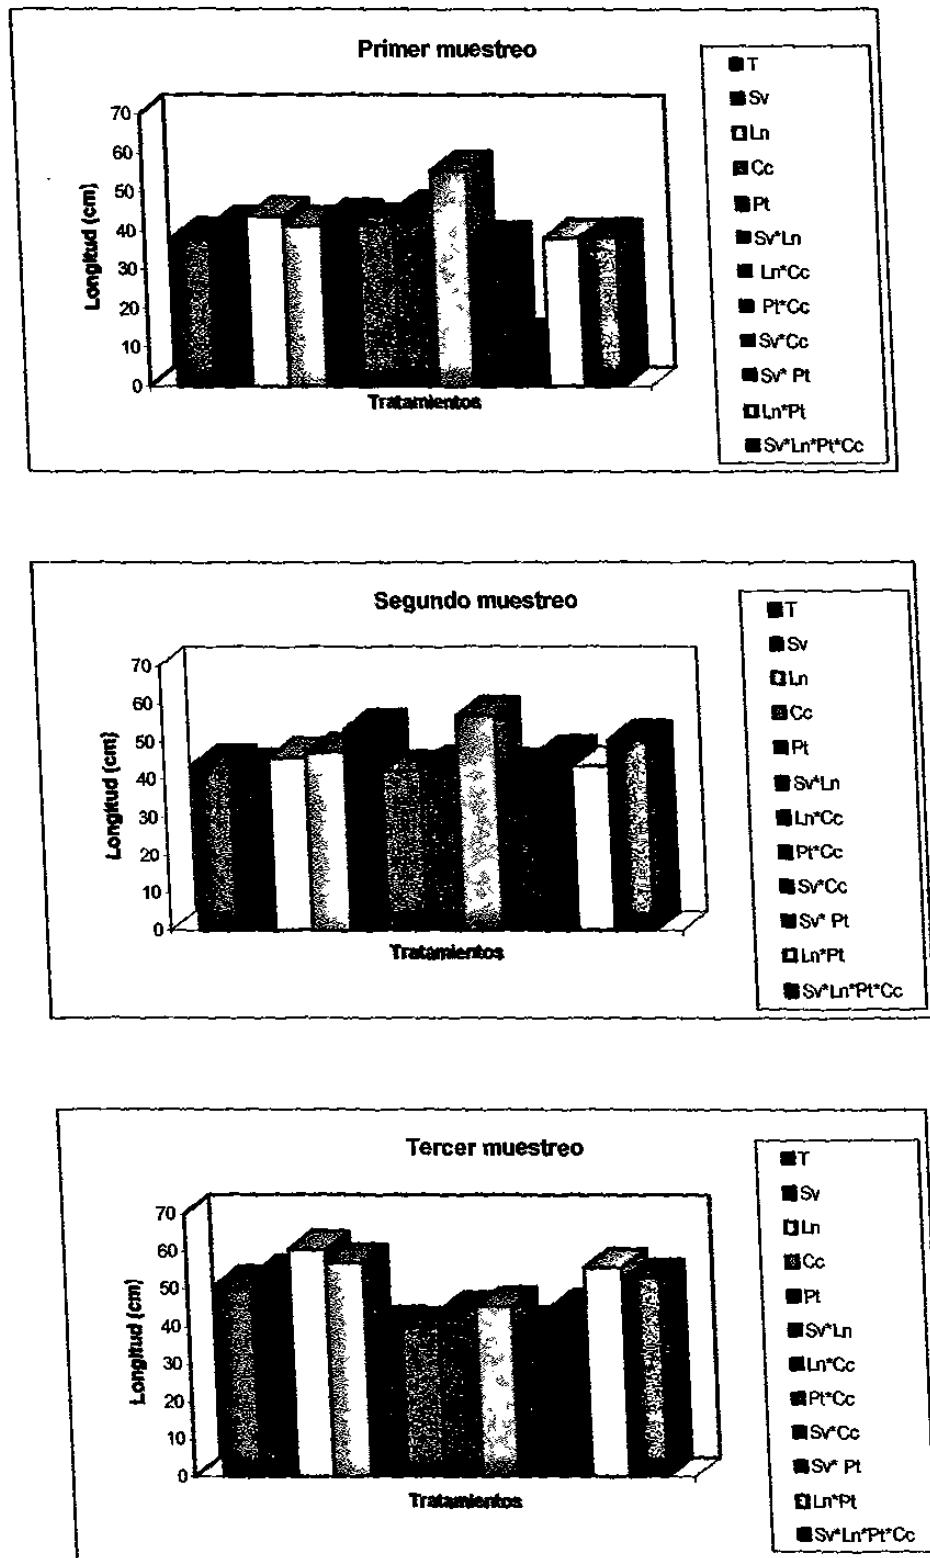 Primer muestreo
Longitud (cm)
70
60
50
40
30
20
10
0
Tratamientos
T
Sv
Ln
Cc
Pt
Sv*Ln
Ln*Cc
Pt*Cc
Sv*Cc
Sv* Pt
Ln*Pt
Sv*Ln*Pt*Cc
Segundo muestreo
Longitud (cm)
70
60
50
40
30
20
10
0
Tratamientos
T
Sv
Ln
Cc
Pt
Sv*Ln
Ln*Cc
Pt*Cc
Sv*Cc
Sv* Pt
Ln*Pt
Sv*Ln*Pt*Cc
Tercer muestreo
Longitud (cm)
70
60
50
40
30
20
10
0
Tratamientos
T
Sv
Ln
Cc
Pt
Sv*Ln
Ln*Cc
Pt*Cc
Sv*Cc
Sv* Pt
Ln*Pt
Sv*Ln*Pt*Cc